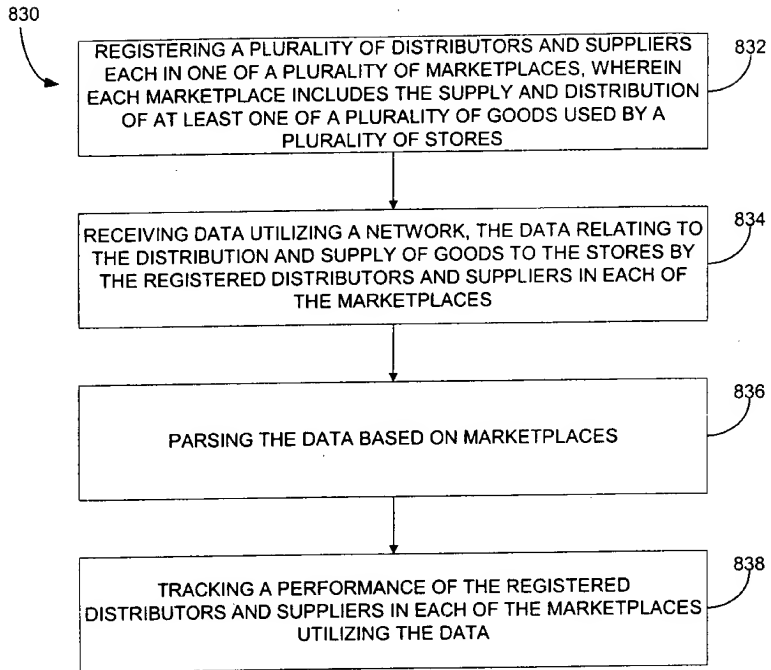 830
REGISTERING A PLURALITY OF DISTRIBUTORS AND SUPPLIERS
EACH IN ONE OF A PLURALITY OF MARKETPLACES, WHEREIN
EACH MARKETPLACE INCLUDES THE SUPPLY AND DISTRIBUTION
OF AT LEAST ONE OF A PLURALITY OF GOODS USED BY A
PLURALITY OF STORES
832
RECEIVING DATA UTILIZING A NETWORK, THE DATA RELATING TO
THE DISTRIBUTION AND SUPPLY OF GOODS TO THE STORES BY
THE REGISTERED DISTRIBUTORS AND SUPPLIERS IN EACH OF
THE MARKETPLACES
834
PARSING THE DATA BASED ON MARKETPLACES
836
TRACKING A PERFORMANCE OF THE REGISTERED
DISTRIBUTORS AND SUPPLIERS IN EACH OF THE MARKETPLACES
UTILIZING THE DATA
838